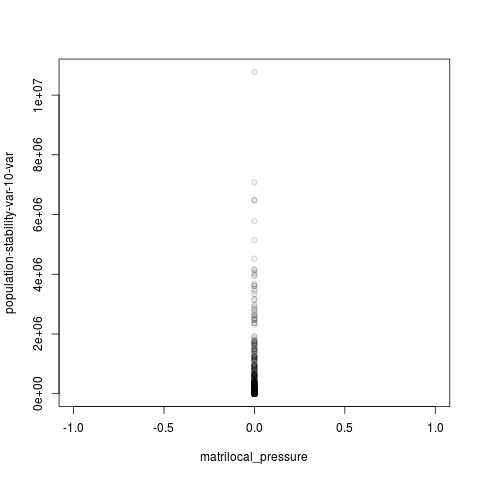 population-stability-var-10-var
1e+07
8e+06
6e+06
4e+06
2e+06
0e+00
-1.0 -0.5 0.0 0.5 1.0
matrilocal_pressure